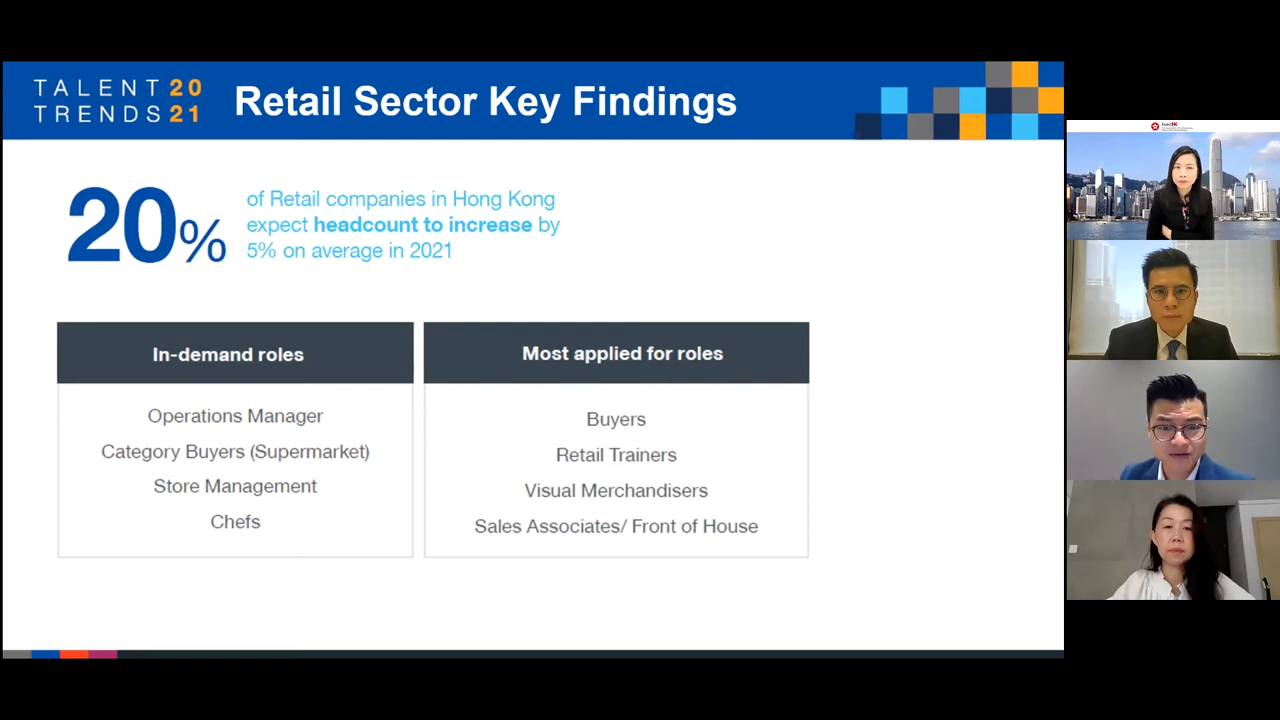 TALENT 20
TRENDS 21
Retail Sector Key Findings
20%
of Retail companies in Hong Kong
expect headcount to increase by
5% on average in 2021
In-demand roles
Operations Manager
Category Buyers (Supermarket)
Store Management
Chefs
Most applied for roles
Buyers
Retail Trainers
Visual Merchandisers
Sales Associates/ Front of House
InvestHK